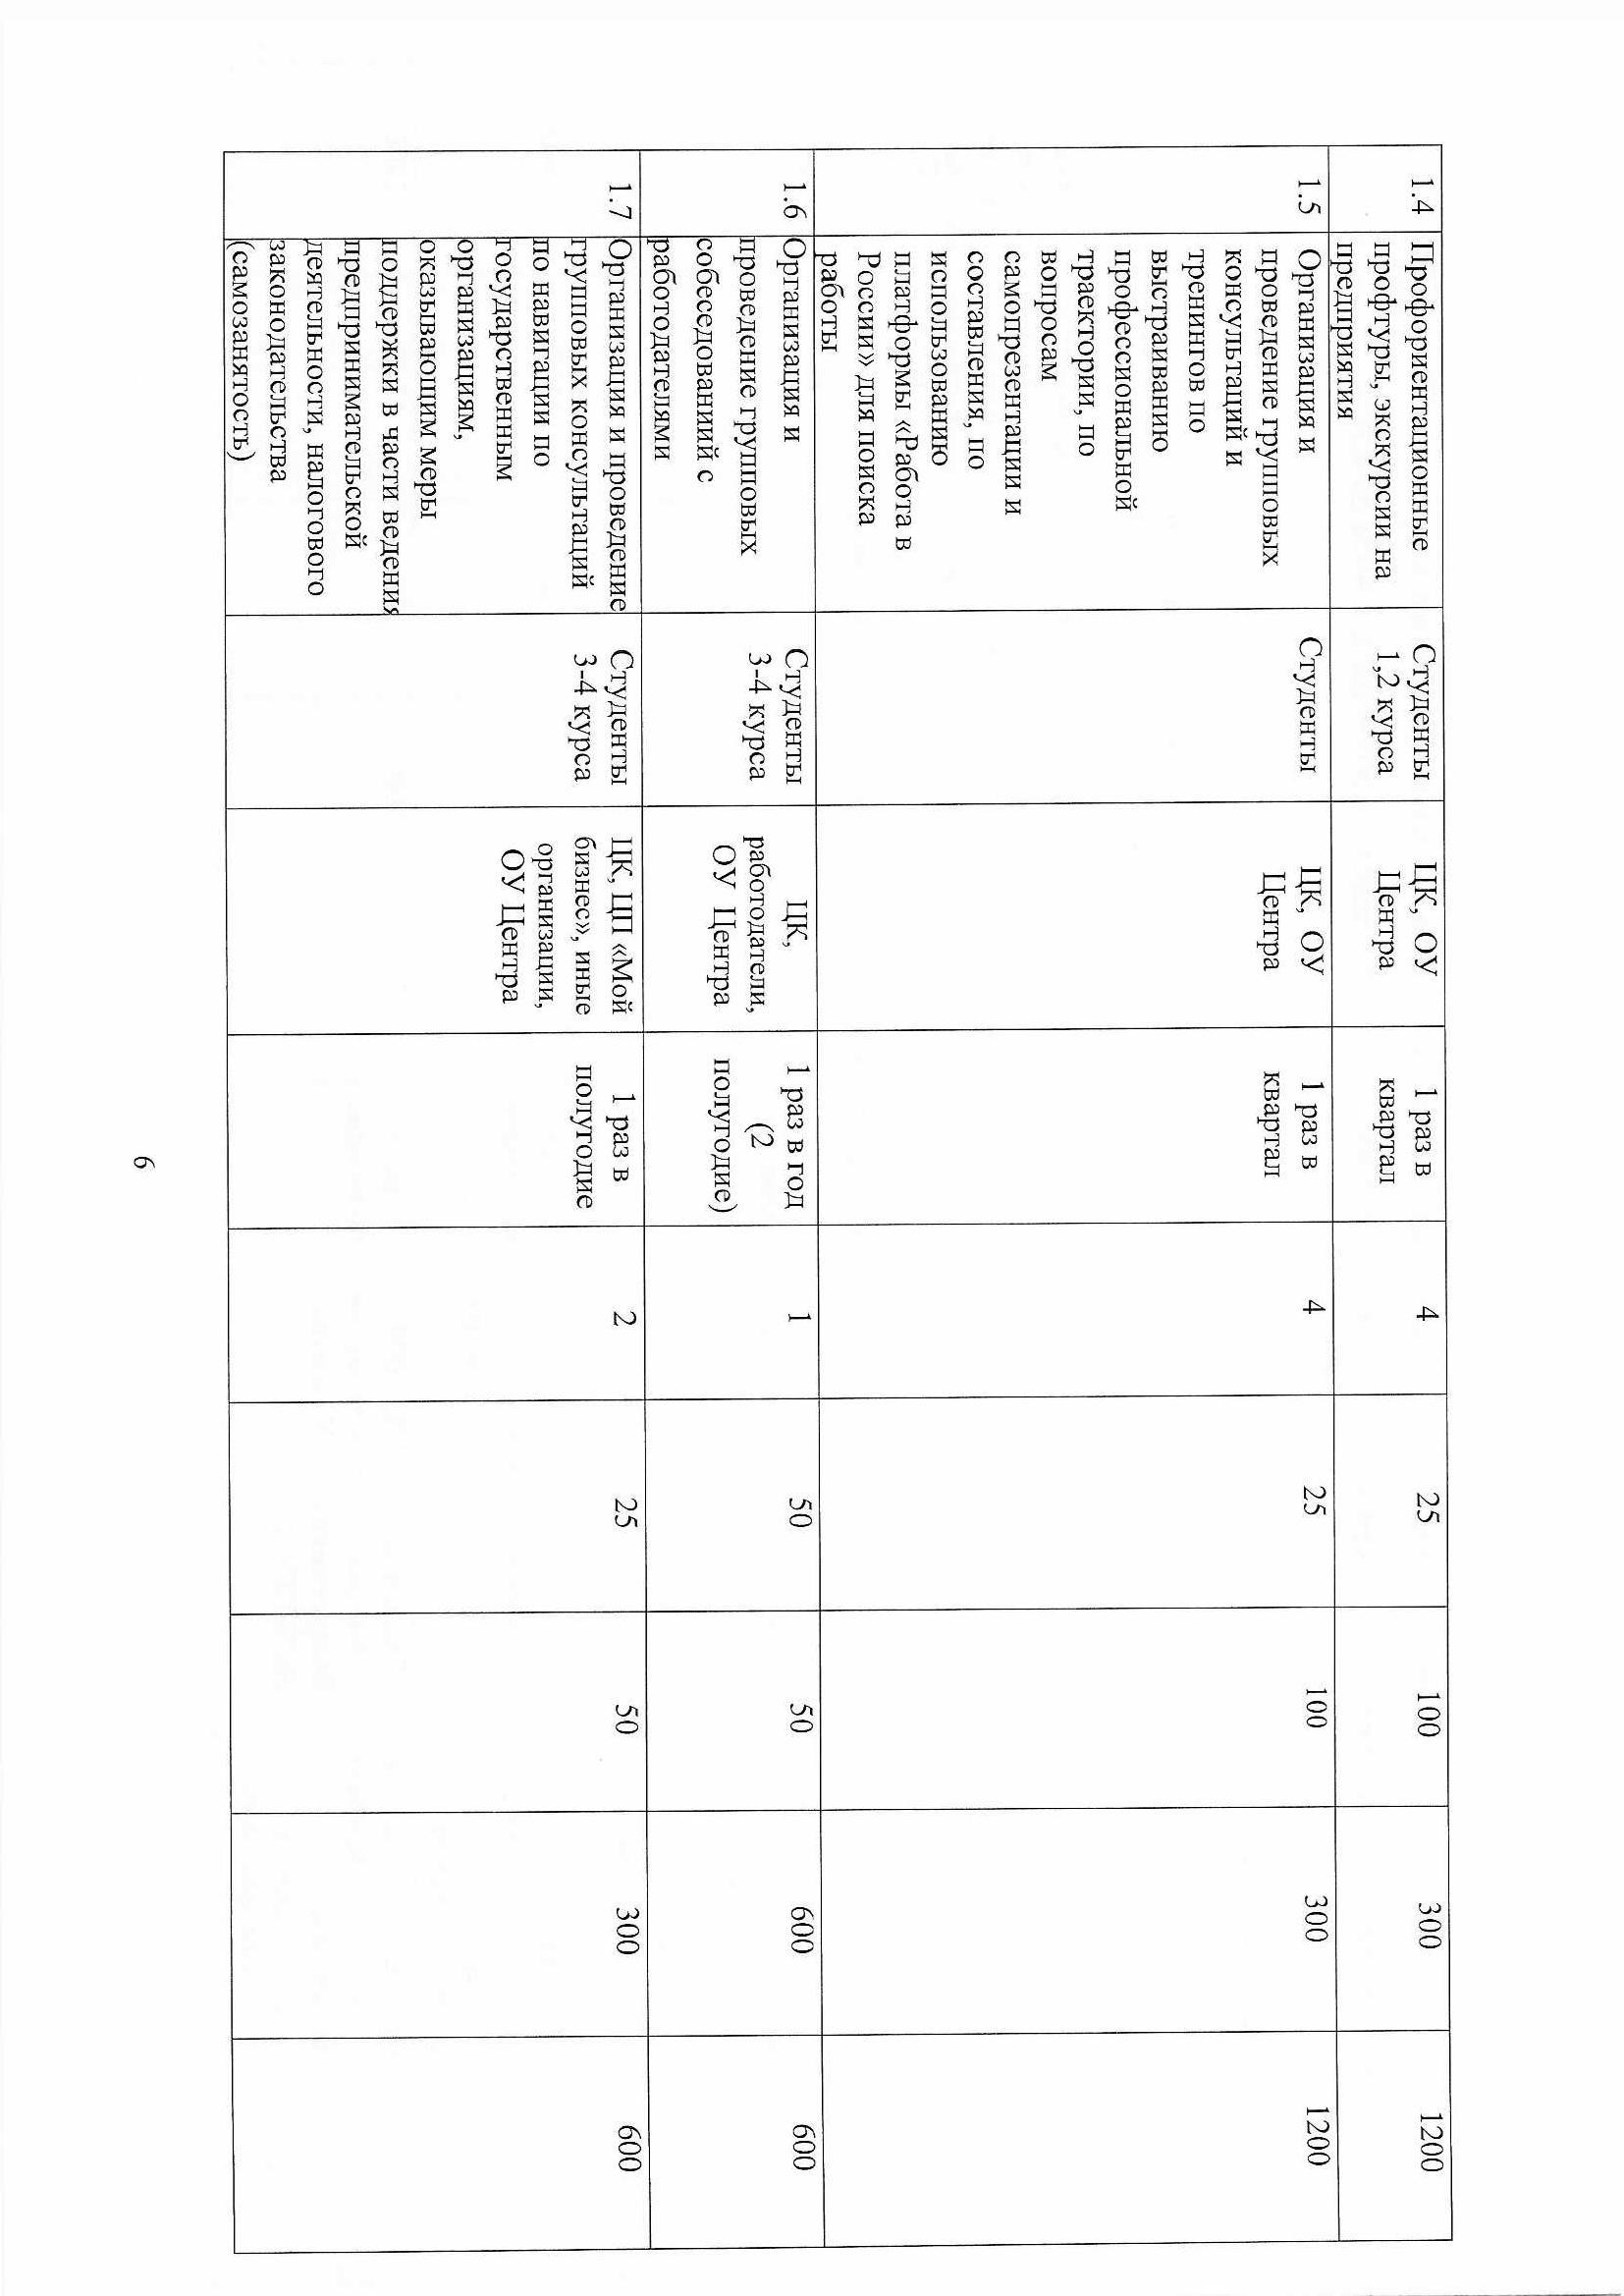 1.4
Профориентационные
профтуры, экскурсии на
предприятия
Студенты
1,2 курса
ЦК, ОУ
Центра
1 раз в
квартал
4
25
100
300
1200
1.5
Организация и
проведение групповых
консультаций и
тренингов по
выстраиванию
профессиональной
траектории, по
вопросам
самопрезентации и
составления, по
использованию
платформы «Работа в
России» для поиска
работы
Студенты
ЦК, ОУ
Центра
1 раз в
квартал
4
25
100
300
1200
1.6
Организация и
проведение групповых
собеседованиий с
работодателями
Студенты
3-4 курса
ЦК,
работодатели,
ОУ Центра
1 раз в год
(2
полугодие)
1
50
50
600
600
1.7
Организация и проведение
групповых консультаций
по навигации по
государственным
организациям,
оказывающим меры
поддержки в части ведения
предпринимательской
деятельности, налогового
законодательства
(самозанятость)
Студенты
3-4 курса
ЦК, ЦП «Мой
бизнес», иные
организации,
ОУ Центра
1 раз в
полугодие
2
25
50
300
600
6